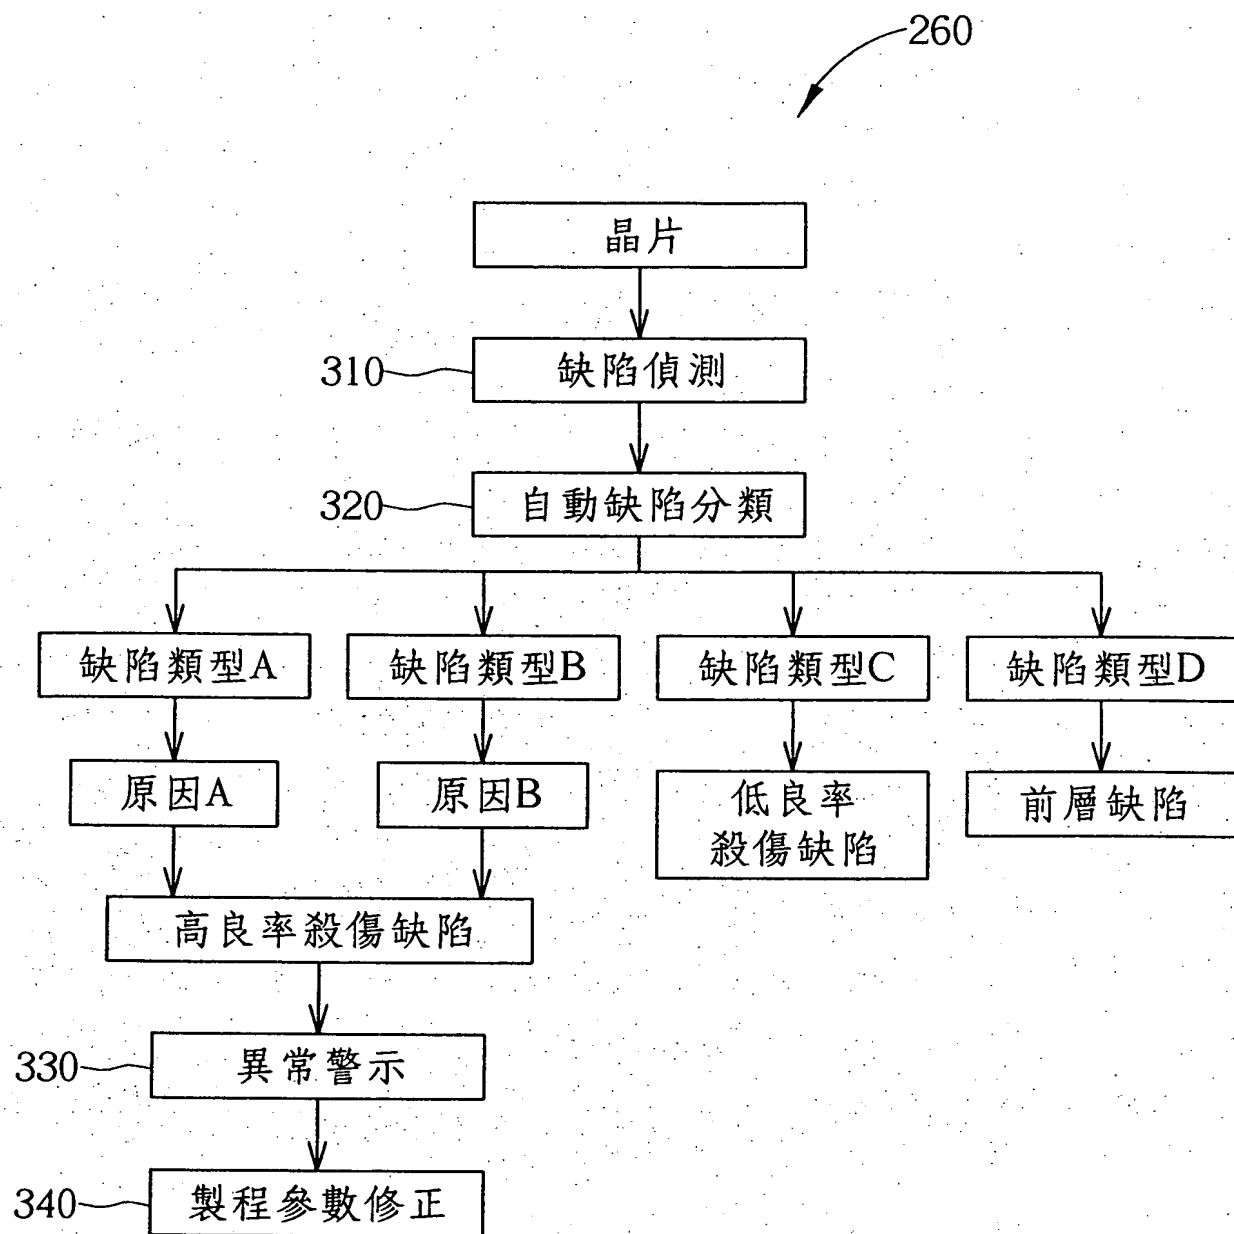 260
晶片
310
缺陷偵測
320
自動缺陷分類
缺陷類型A
缺陷類型B
缺陷類型C
缺陷類型D
原因A
原因B
低良率
殺傷缺陷
前層缺陷
高良率殺傷缺陷
330
異常警示
340
製程參數修正